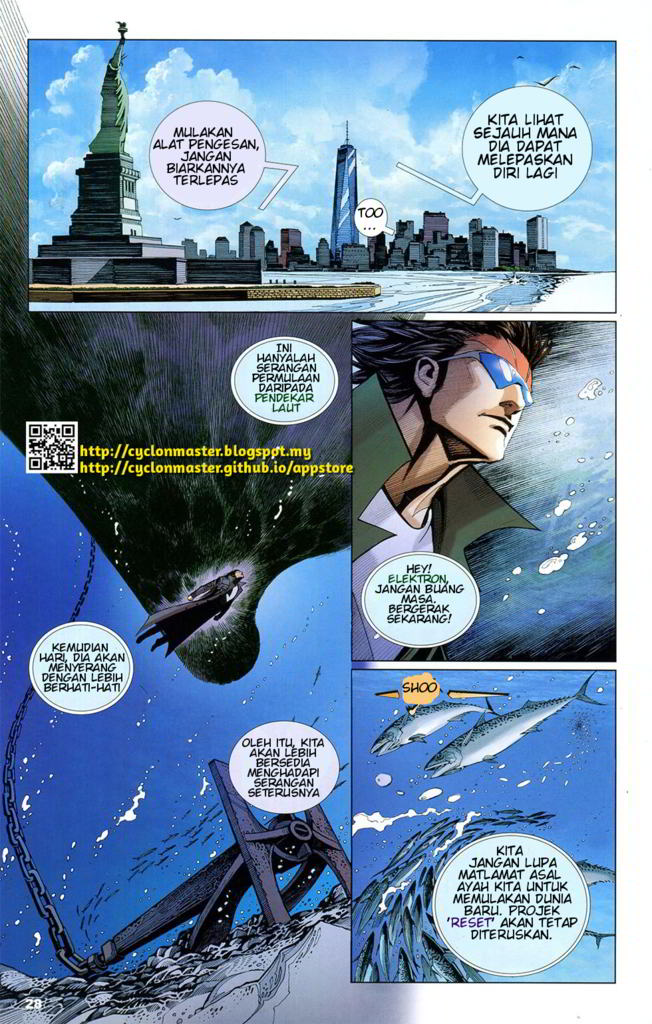 MULAKAN
ALAT PENGESAN,
JANGAN
BIARKANNYA
TERLEPAS
TOO
...
KITA LIHAT
SEJAUH MANA
DIA DAPAT
MELEPASKAN
DIRI LAGI
INI
HANYALAH
SERANGAN
PERMULAAN
DARIPADA
PENDEKAR
LAUT
http://cyclonmaster.blogspot.my
http://cyclonmaster.github.io/appstore
HEY!
ELEKTRON,
JANGAN BUANG
MASA.
BERGERAK
SEKARANG!
KEMUDIAN
HARI, DIA AKAN
MENYERANG
DENGAN LEBIH
BERHATI-HATI
OLEH ITU, KITA
AKAN LEBIH
BERSEDIA
MENGHADAPI
SERANGAN
SETERUSNYA
SHOO
KITA
JANGAN LUPA
MATLAMAT ASAL
AYAH KITA UNTUK
MEMULAKAN DUNIA
BARU. PROJEK
'RESET' AKAN TETAP
DITERUSKAN.
28